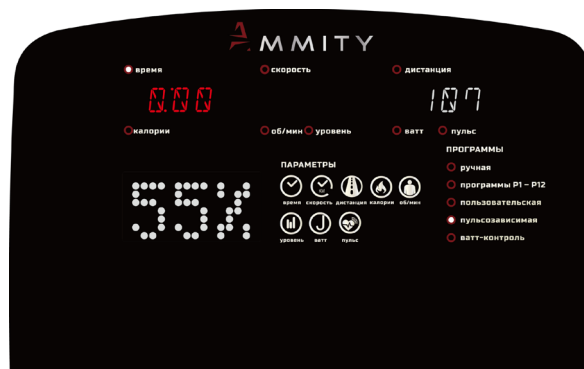 AMMITY
время скорость дистанция
0:00 107
калории об/мин уровень ватт пульс
ПРОГРАММЫ
ручная
программы P1 – P12
пользовательская
пульсозависимая
ватт-контроль
55%
ПАРАМЕТРЫ
время скорость дистанция калории об/мин
уровень ватт пульс